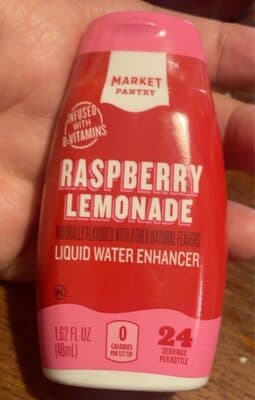 MARKET
PANTRY
™
INFUSED
WITH
B-VITAMINS
RASPBERRY
LEMONADE
NATURALLY FLAVORED WITH OTHER NATURAL FLAVORS
LIQUID WATER ENHANCER
1.62 FL OZ
(48mL)
0
CALORIES
PER 1/2 TSP
24
SERVINGS
PER BOTTLE